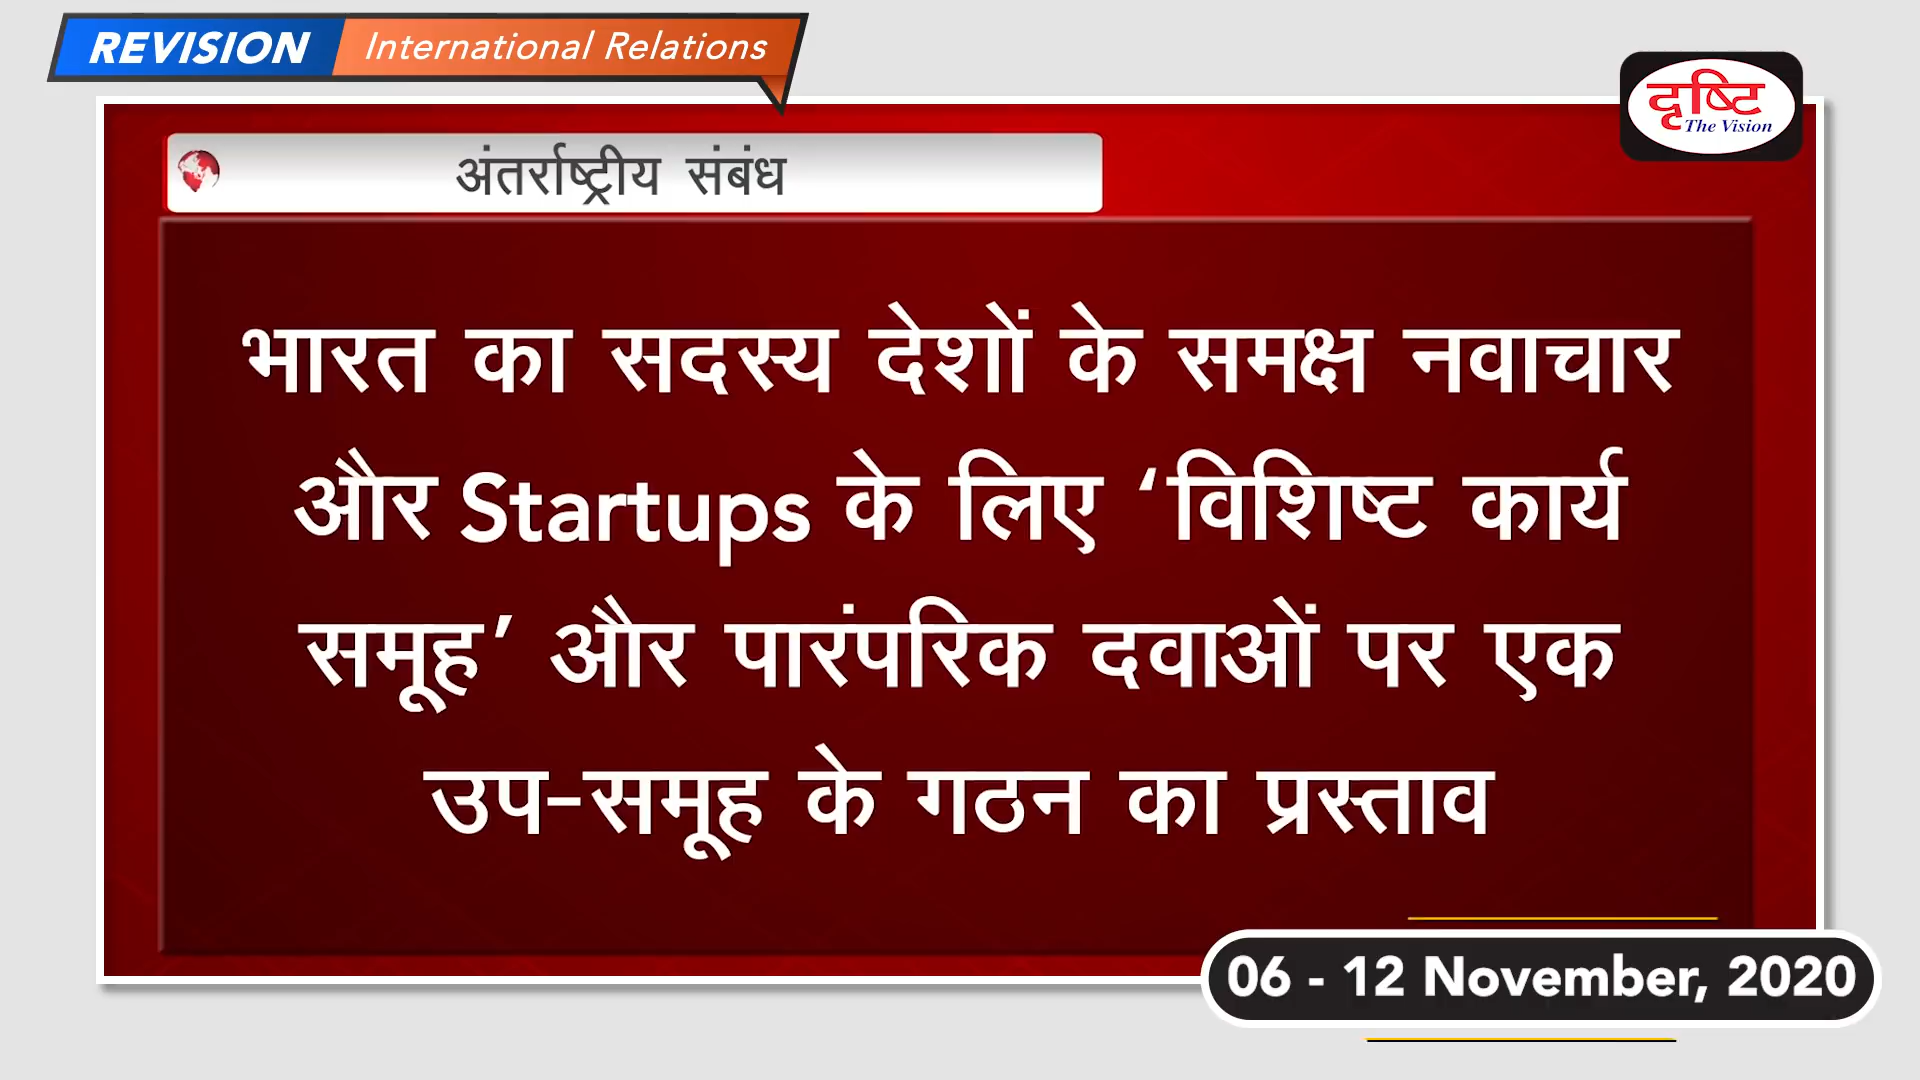 REVISION International Relations
दृष्टि
The Vision
अंतर्राष्ट्रीय संबंध
भारत का सदस्य देशों के समक्ष नवाचार
और Startups के लिए ‘विशिष्ट कार्य
समूह’ और पारंपरिक दवाओं पर एक
उप-समूह के गठन का प्रस्ताव
06 - 12 November, 2020